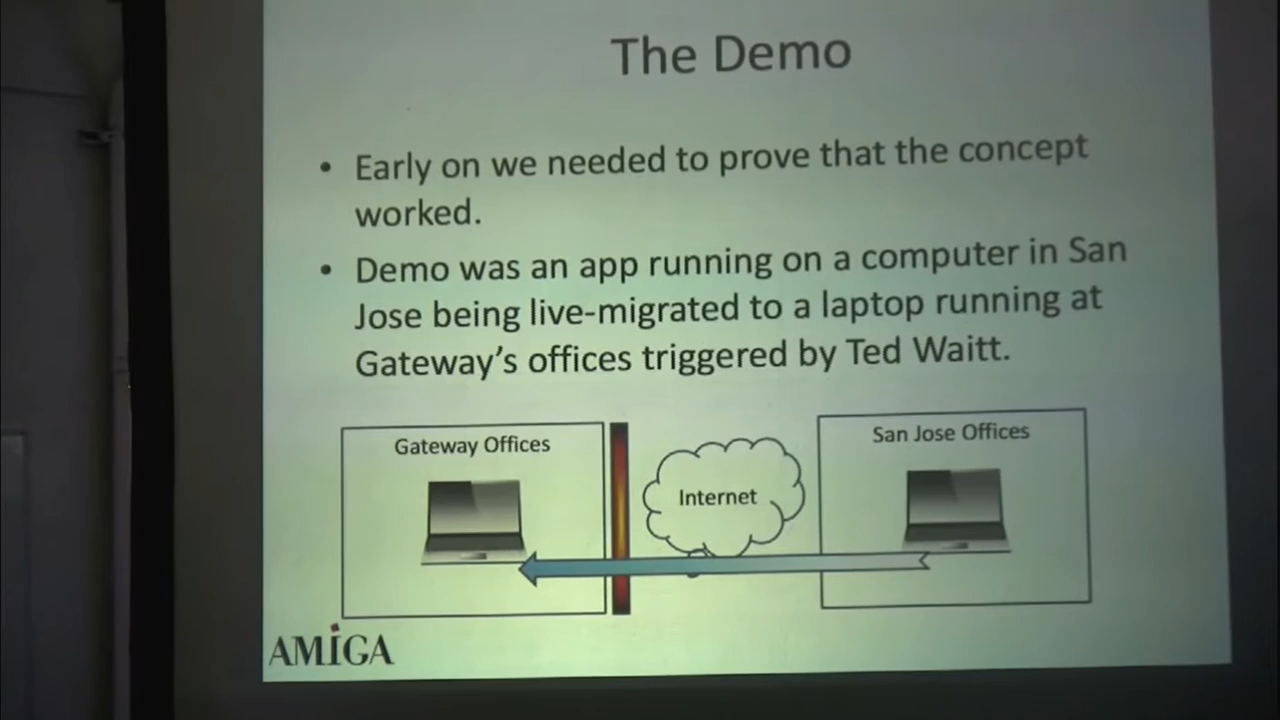 The Demo
• Early on we needed to prove that the concept
worked.
• Demo was an app running on a computer in San
Jose being live-migrated to a laptop running at
Gateway's offices triggered by Ted Waitt.
Gateway Offices
Internet
San Jose Offices
AMiGA